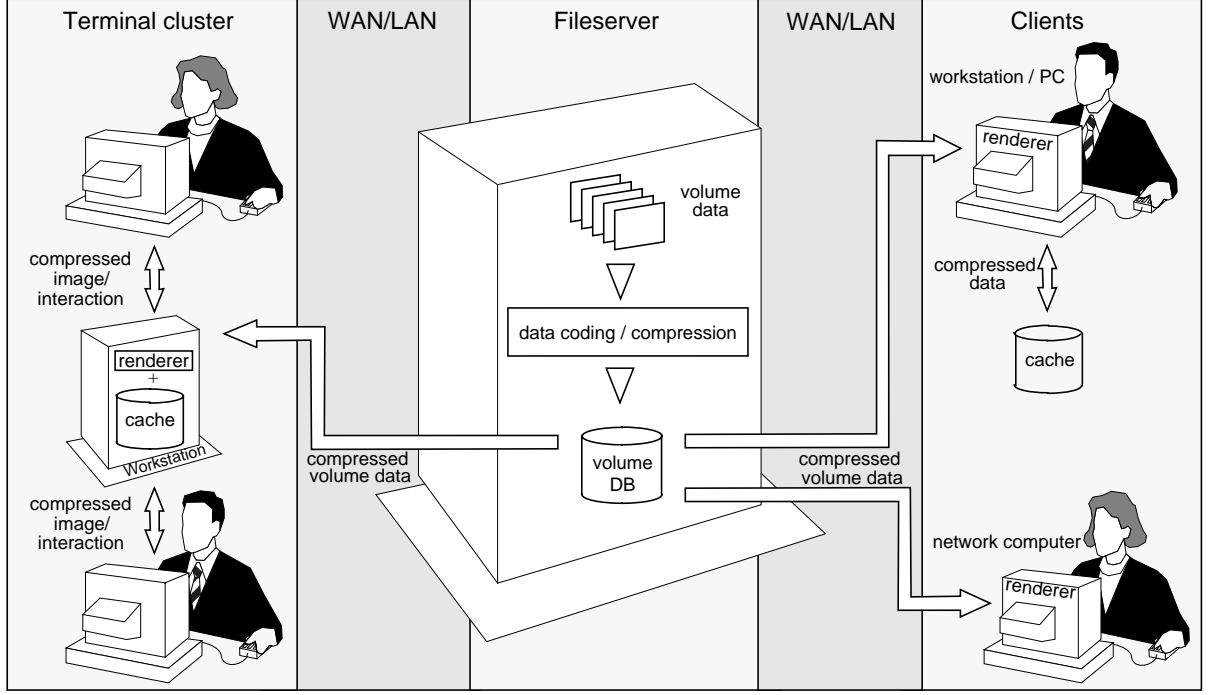 Terminal cluster
WAN/LAN
Fileserver
WAN/LAN
Clients
compressed
image/
interaction
renderer
+
cache
Workstation
compressed
image/
interaction
compressed
volume data
volume
data
data coding / compression
volume
DB
compressed
volume data
workstation / PC
renderer
compressed
data
cache
network computer
renderer